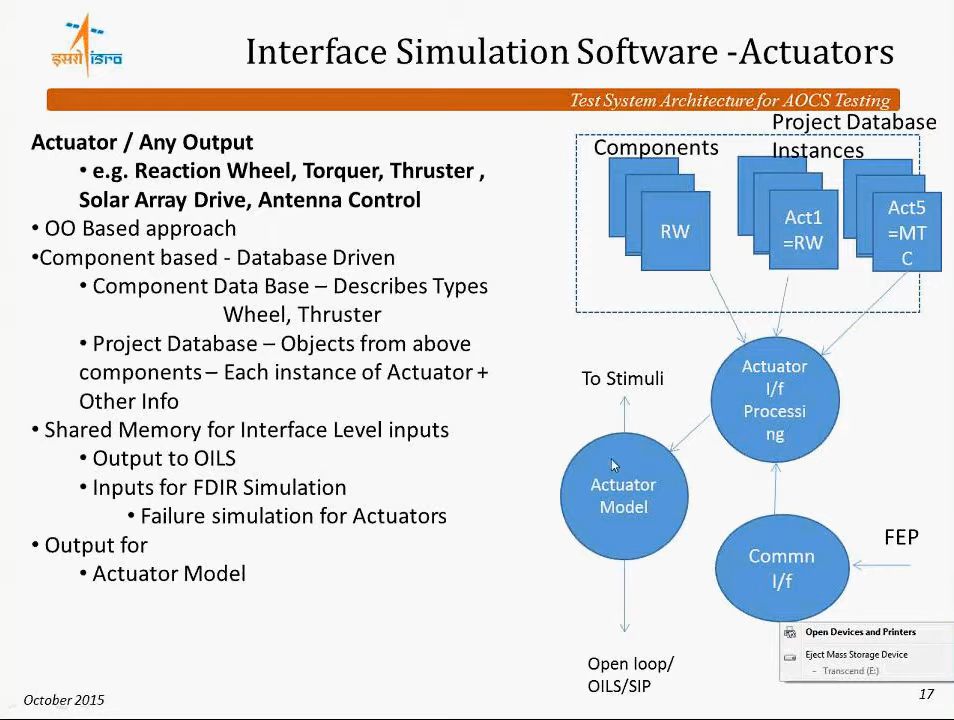 इसरो isro
Interface Simulation Software -Actuators
Test System Architecture for AOCS Testing
Actuator / Any Output
• e.g. Reaction Wheel, Torquer, Thruster ,
Solar Array Drive, Antenna Control
• OO Based approach
•Component based - Database Driven
• Component Data Base – Describes Types
Wheel, Thruster
• Project Database – Objects from above
components – Each instance of Actuator +
Other Info
• Shared Memory for Interface Level inputs
• Output to OILS
• Inputs for FDIR Simulation
• Failure simulation for Actuators
• Output for
• Actuator Model
Components
Project Database
Instances
RW
Act1
=RW
Act5
=MT
C
Actuator
I/f
Processi
ng
To Stimuli
Actuator
Model
Commn
I/f
FEP
Open loop/
OILS/SIP
Open Devices and Printers
Eject Mass Storage Device
- Transcend (E:)
October 2015
17